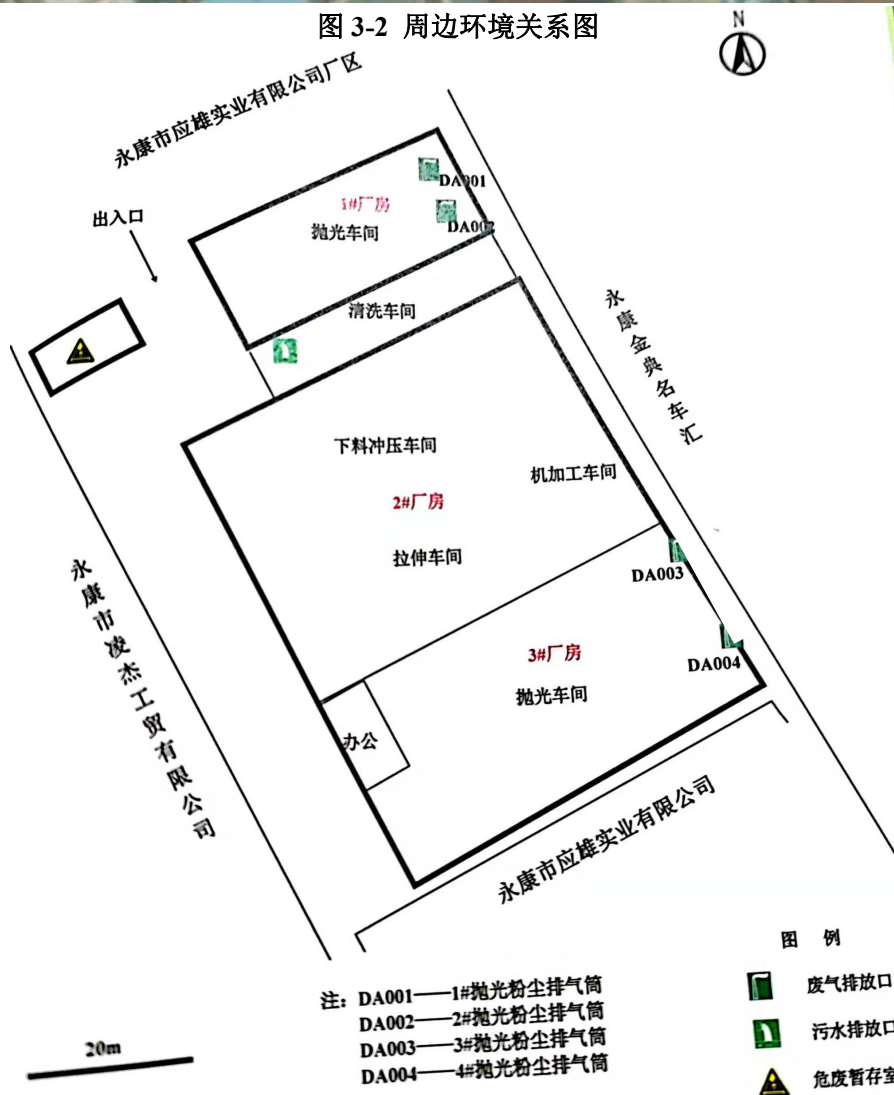 图 3-2 周边环境关系图
N
永康市应雄实业有限公司厂区
DA001
1#厂房
DA002
抛光车间
出入口
清洗车间
永康金典名车汇
下料冲压车间
机加工车间
2#厂房
拉伸车间
DA003
永康市凌杰工贸有限公司
3#厂房
DA004
抛光车间
办公
永康市应雄实业有限公司
图 例
废气排放口
污水排放口
危废暂存室
注：DA001——1#抛光粉尘排气筒
DA002——2#抛光粉尘排气筒
DA003——3#抛光粉尘排气筒
DA004——4#抛光粉尘排气筒
20m